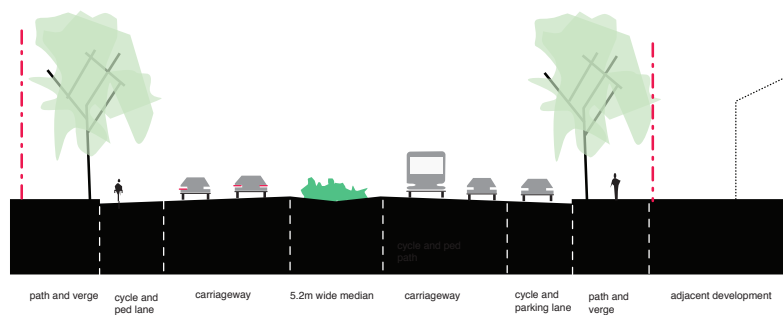 cycle and ped
path
path and verge
cycle and
ped lane
carriageway
5.2m wide median
carriageway
cycle and
parking lane
path and
verge
adjacent development